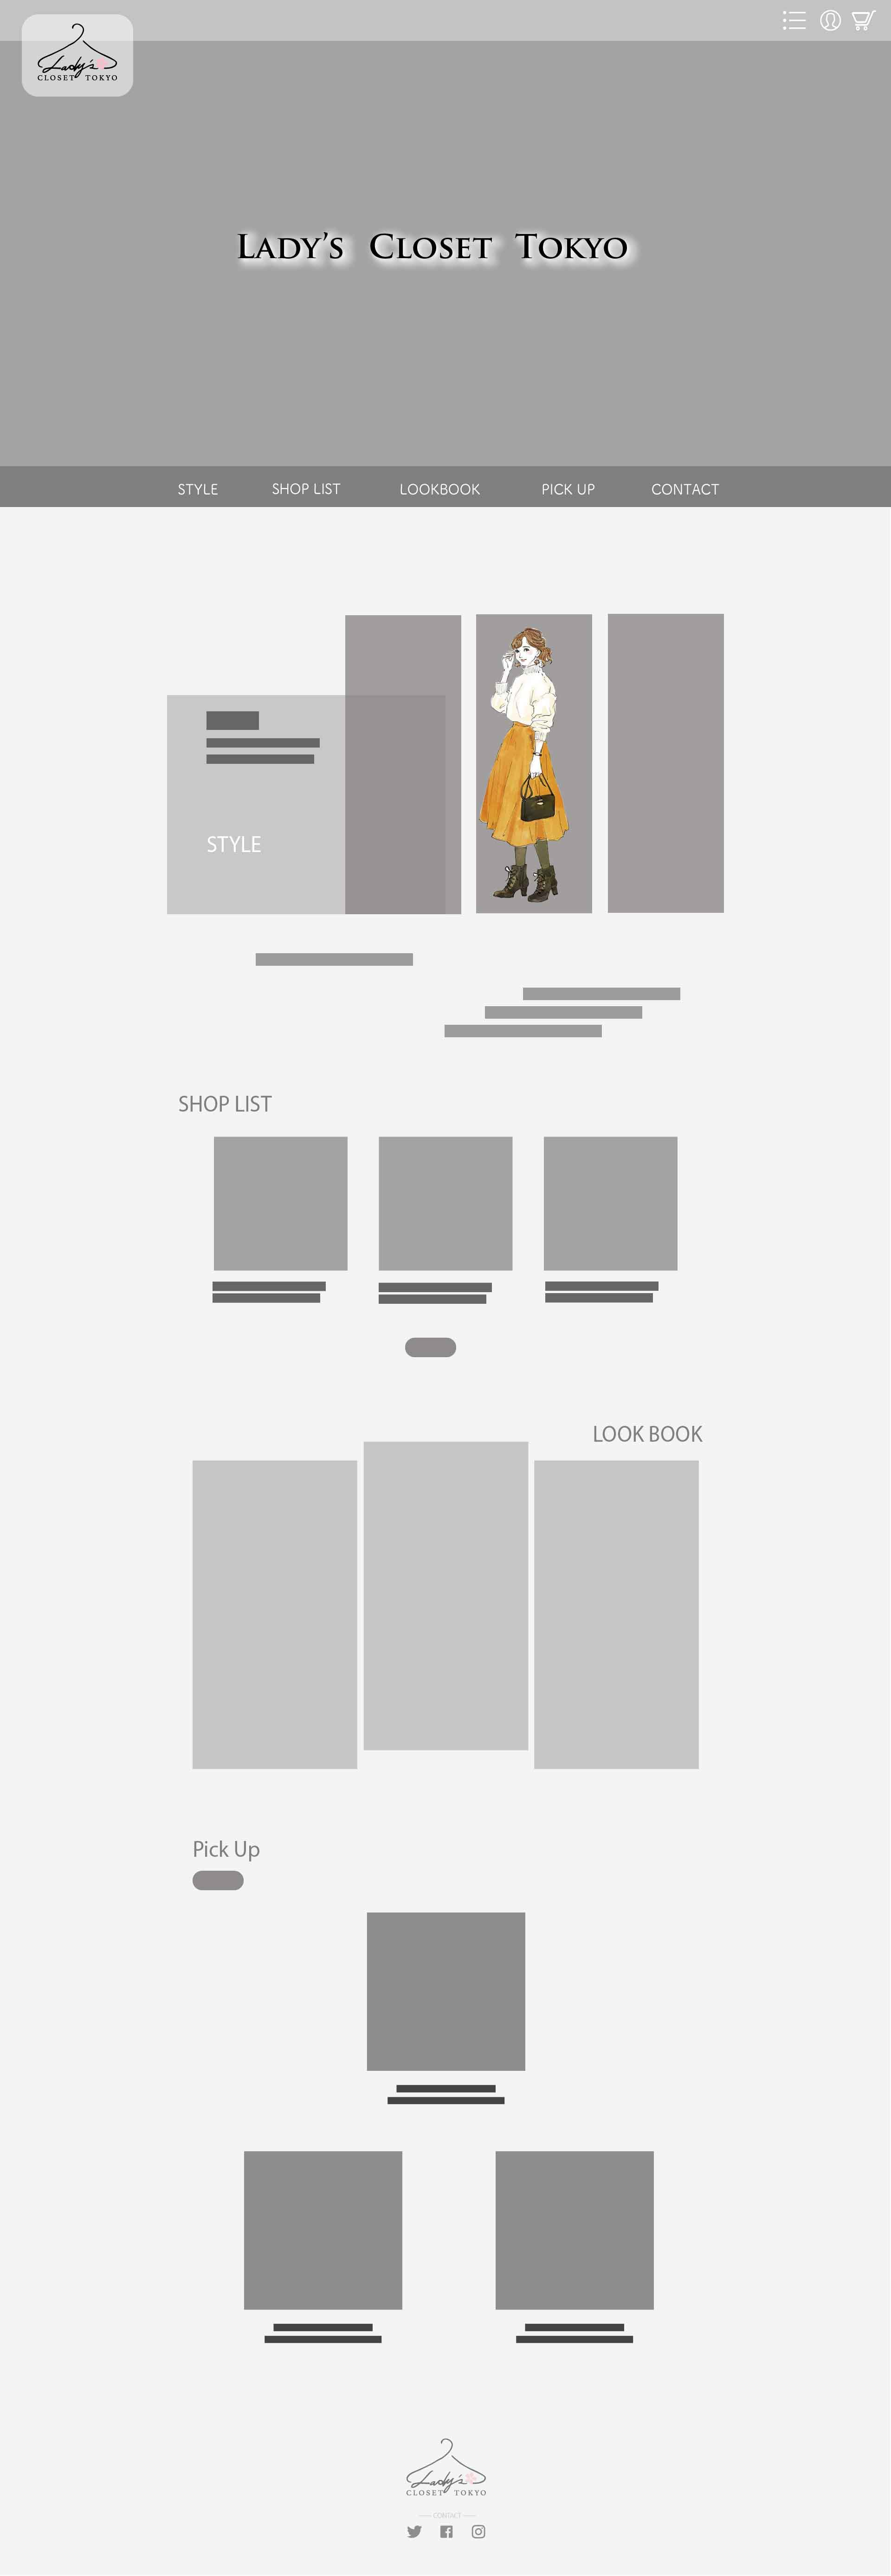 Lady's
CLOSET TOKYO
LADY'S CLOSET TOKYO
STYLE SHOP LIST LOOKBOOK PICK UP CONTACT
STYLE
SHOP LIST
LOOK BOOK
Pick Up
Lady's
CLOSET TOKYO
CONTACT